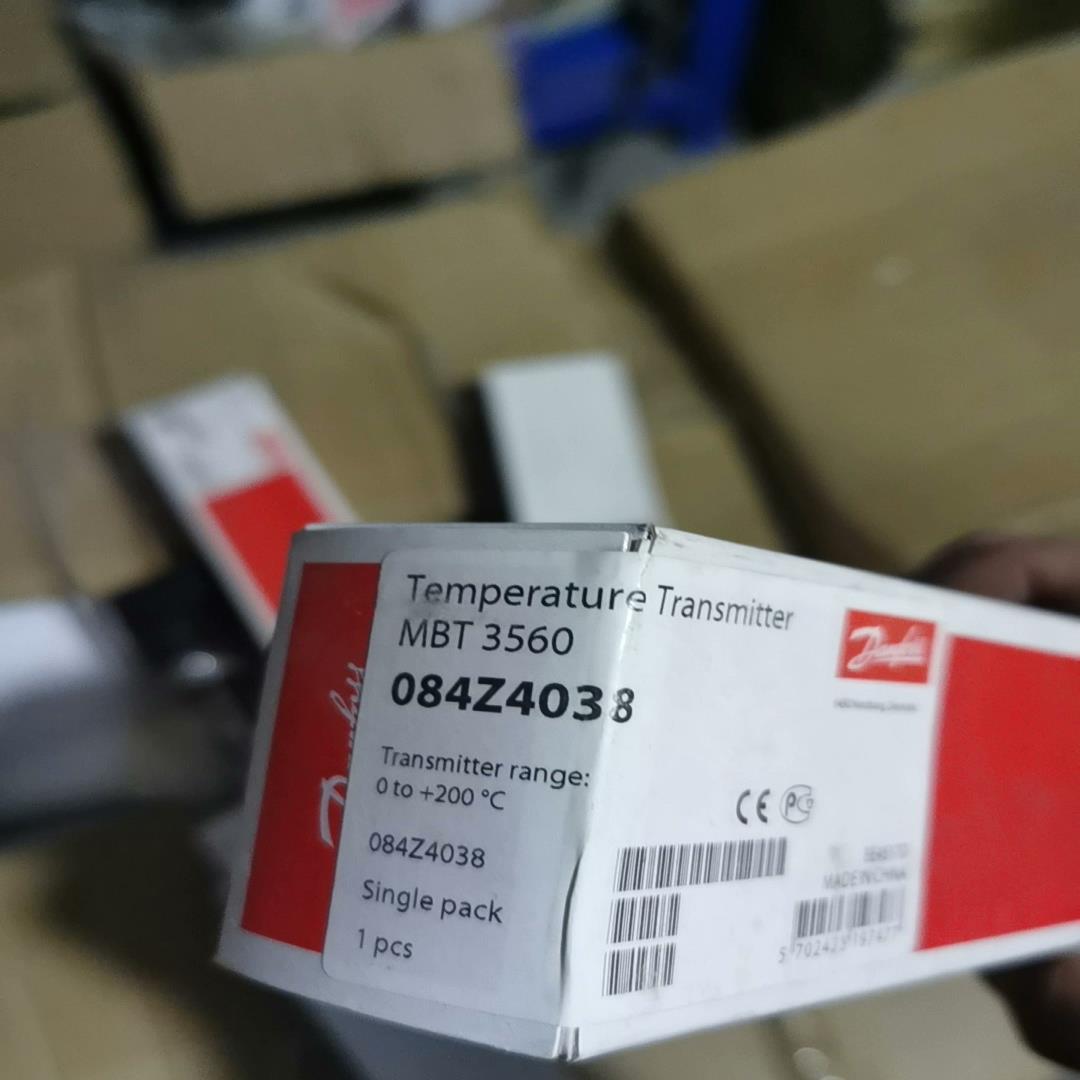 Temperature Transmitter
MBT 3560
084Z4038
Transmitter range:
0 to +200 °C
084Z4038
Single pack
1 pcs
Danfoss
Danfoss
CE
MADE IN CHINA